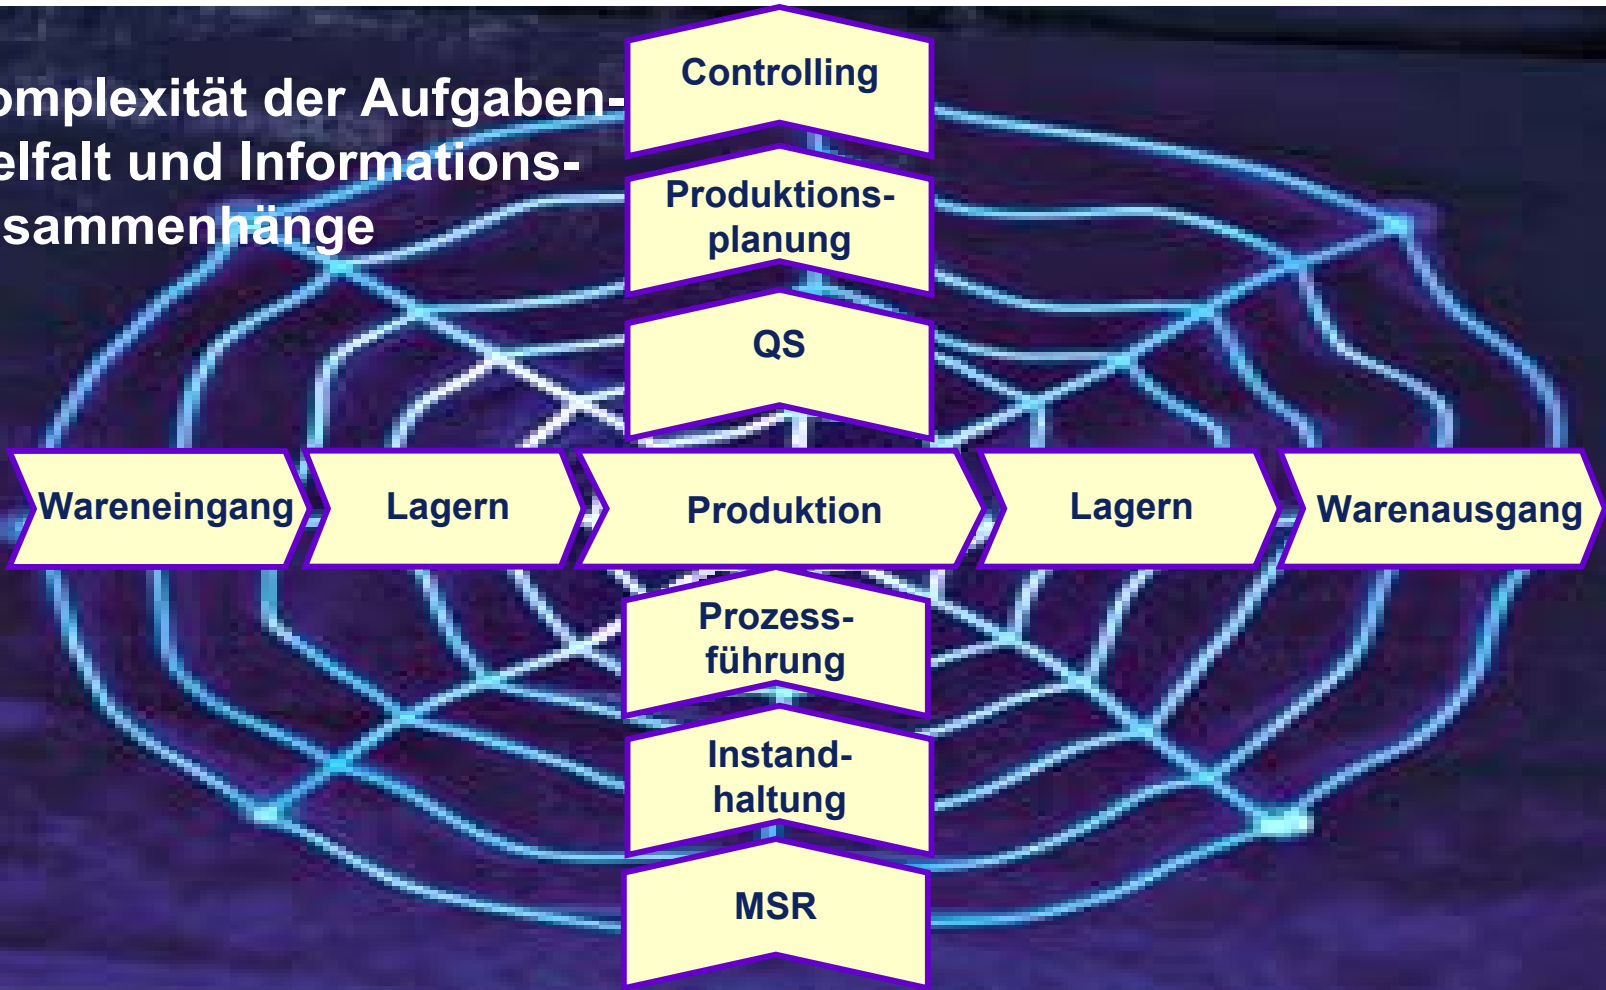 omplexität der Aufgaben-
elfalt und Informations-
sammenhänge
Controlling
Produktions-
planung
QS
Wareneingang
Lagern
Produktion
Lagern
Warenausgang
Prozess-
führung
Instand-
haltung
MSR